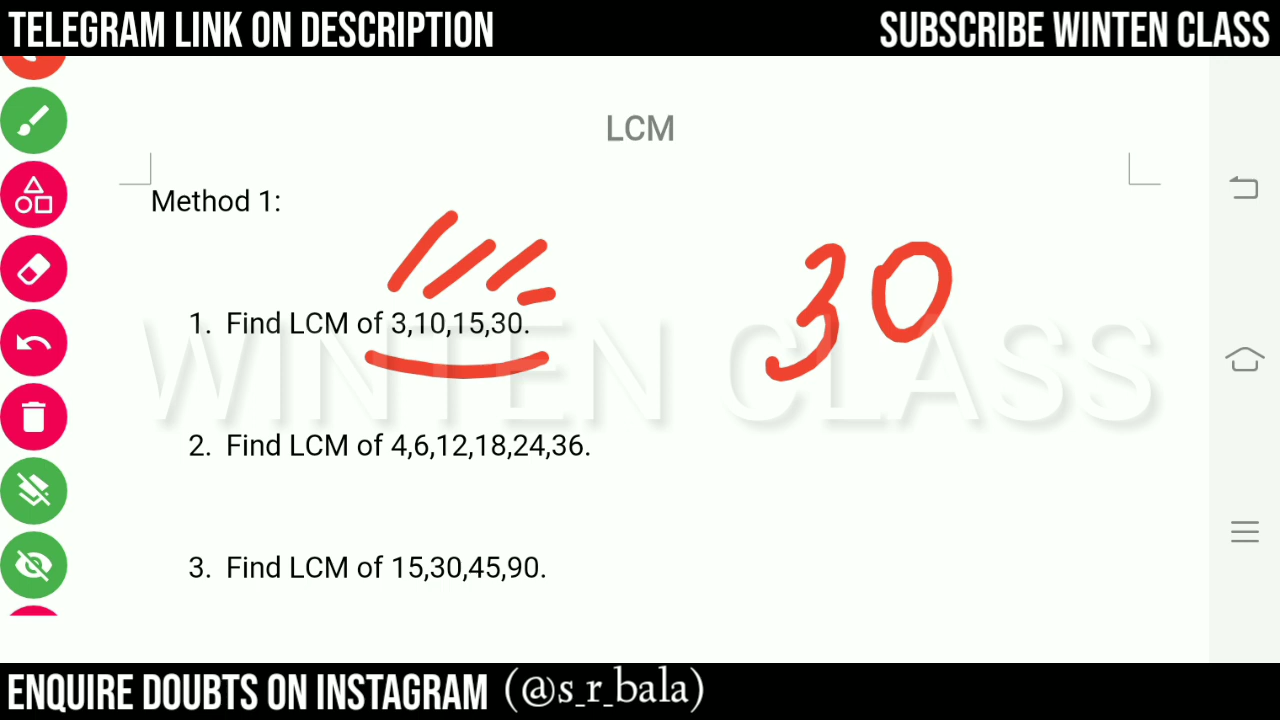 TELEGRAM LINK ON DESCRIPTION
SUBSCRIBE WINTEN CLASS
LCM
Method 1:
30
1. Find LCM of 3,10,15,30.
WINTEN CLASS
2. Find LCM of 4,6,12,18,24,36.
3. Find LCM of 15,30,45,90.
ENQUIRE DOUBTS ON INSTAGRAM (@s_r_bala)